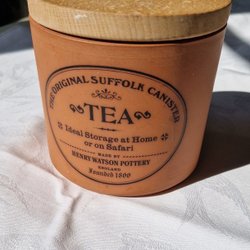 THE ORIGINAL SUFFOLK CANISTER
TEA
Ideal Storage at Home
or on Safari
MADE BY
HENRY WATSON POTTERY
ENGLAND
Founded 1800